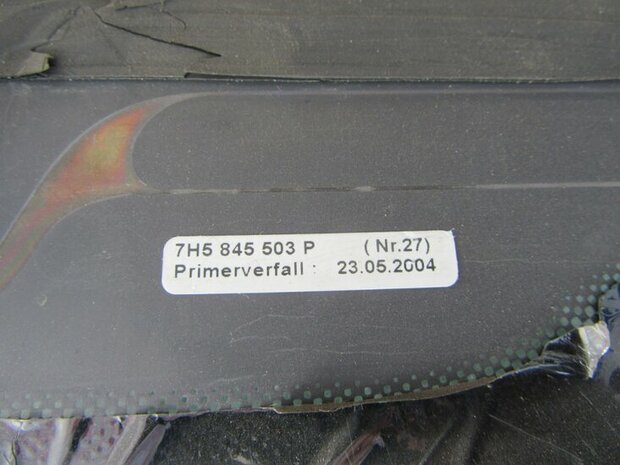 7H5 845 503 P (Nr.27)
Primerverfall : 23.05.2004